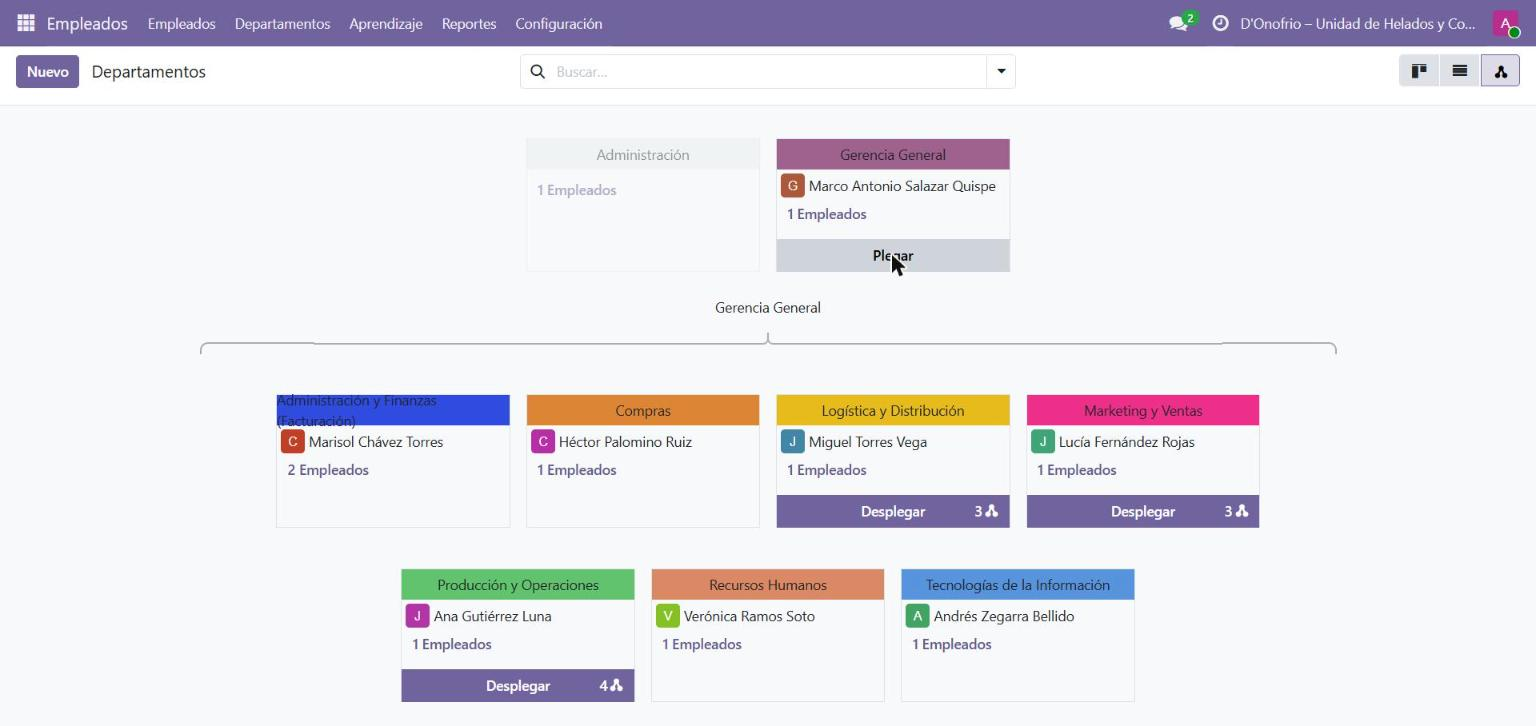 Empleados Empleados Departamentos Aprendizaje Reportes Configuración 2 D'Onofrio – Unidad de Helados y Co... A
Nuevo Departamentos Buscar...
Administración Gerencia General
G Marco Antonio Salazar Quispe
1 Empleados
1 Empleados
Plegar
Gerencia General
Administración y Finanzas
(Facturación)
Compras Logística y Distribución Marketing y Ventas
C Marisol Chávez Torres C Héctor Palomino Ruiz J Miguel Torres Vega J Lucía Fernández Rojas
2 Empleados 1 Empleados 1 Empleados 1 Empleados
Desplegar 3 Desplegar 3
Producción y Operaciones Recursos Humanos Tecnologías de la Información
J Ana Gutiérrez Luna V Verónica Ramos Soto A Andrés Zegarra Bellido
1 Empleados 1 Empleados 1 Empleados
Desplegar 4